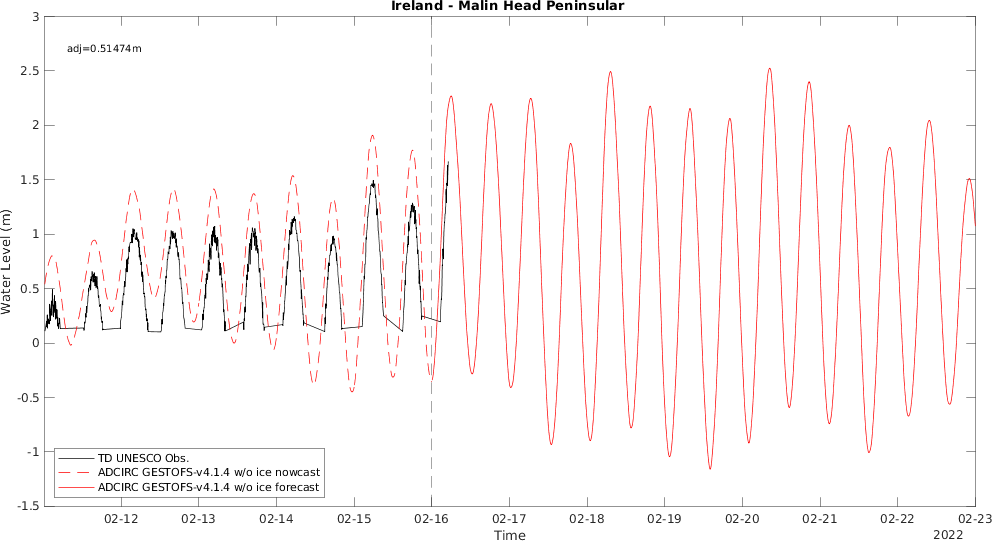 Ireland - Malin Head Peninsular
adj=0.51474m
3
2.5
2
1.5
1
0.5
0
-0.5
-1
-1.5
Water Level (m)
TD UNESCO Obs.
ADCIRC GESTOFS-v4.1.4 w/o ice nowcast
ADCIRC GESTOFS-v4.1.4 w/o ice forecast
02-12 02-13 02-14 02-15 02-16 02-17 02-18 02-19 02-20 02-21 02-22 02-23
Time
2022